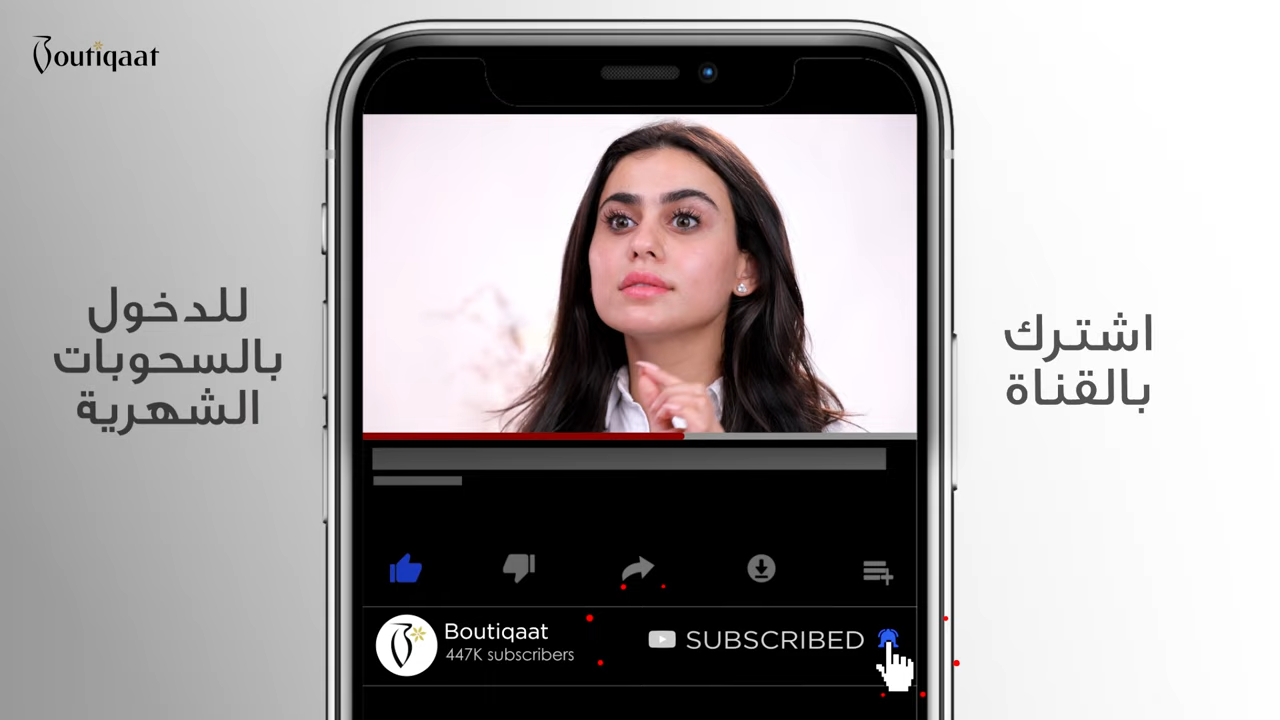 Boutiqaat
اشترك
بالقناة
للدخول
بالسحوبات
الشهرية
Boutiqaat
447K subscribers
SUBSCRIBED